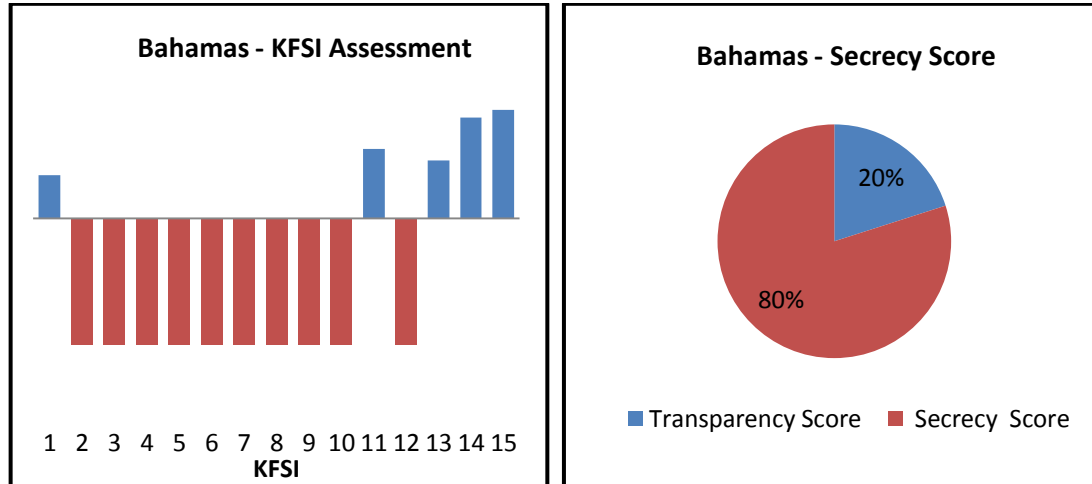 Bahamas - KFSI Assessment
1 2 3 4 5 6 7 8 9 10 11 12 13 14 15
KFSI
Bahamas - Secrecy Score
20%
80%
Transparency Score Secrecy Score